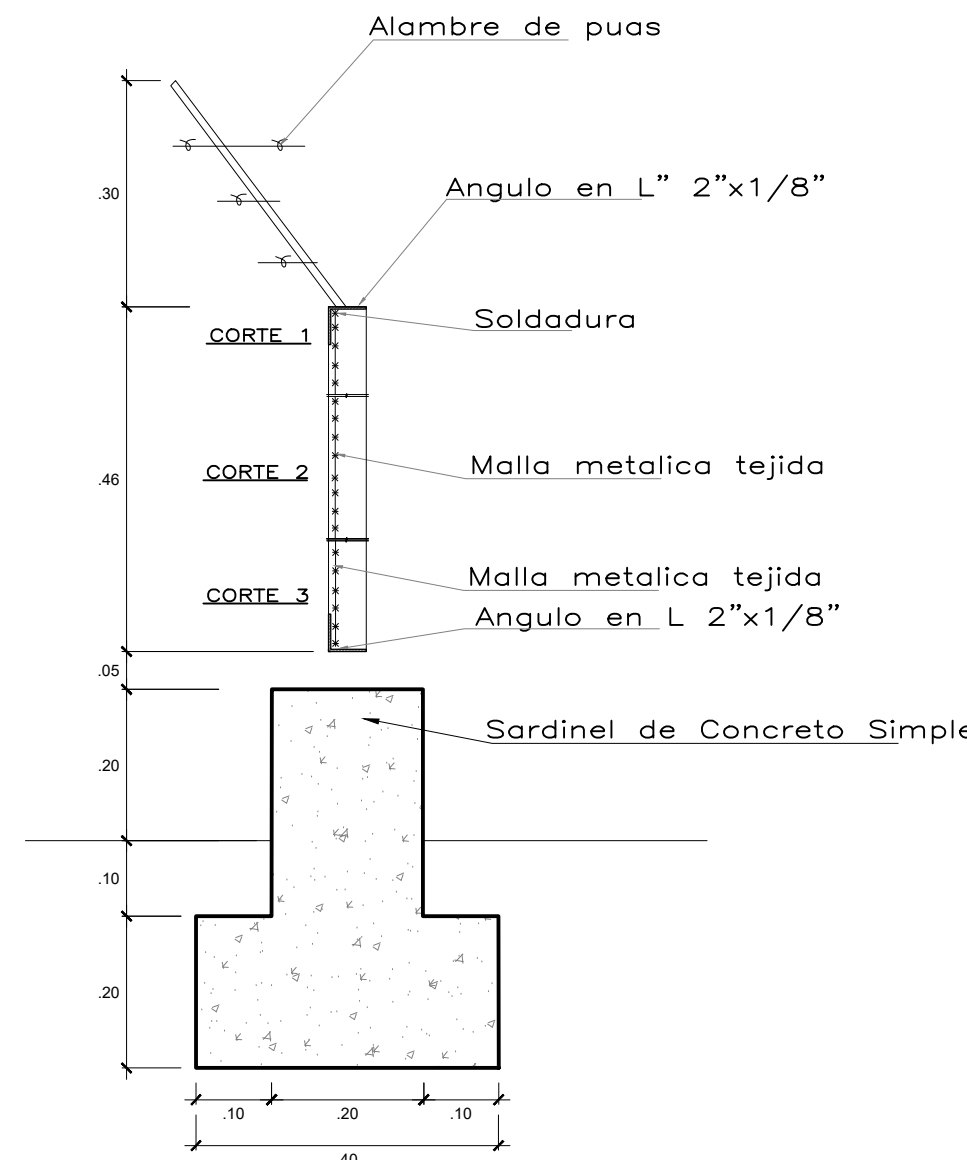 Alambre de puas
.30
Angulo en L” 2”x1/8”
Soldadura
CORTE 1
Malla metalica tejida
CORTE 2
.46
Malla metalica tejida
CORTE 3
Angulo en L 2”x1/8”
.05
Sardinel de Concreto Simple
.20
.10
.20
.10 .20 .10
.40